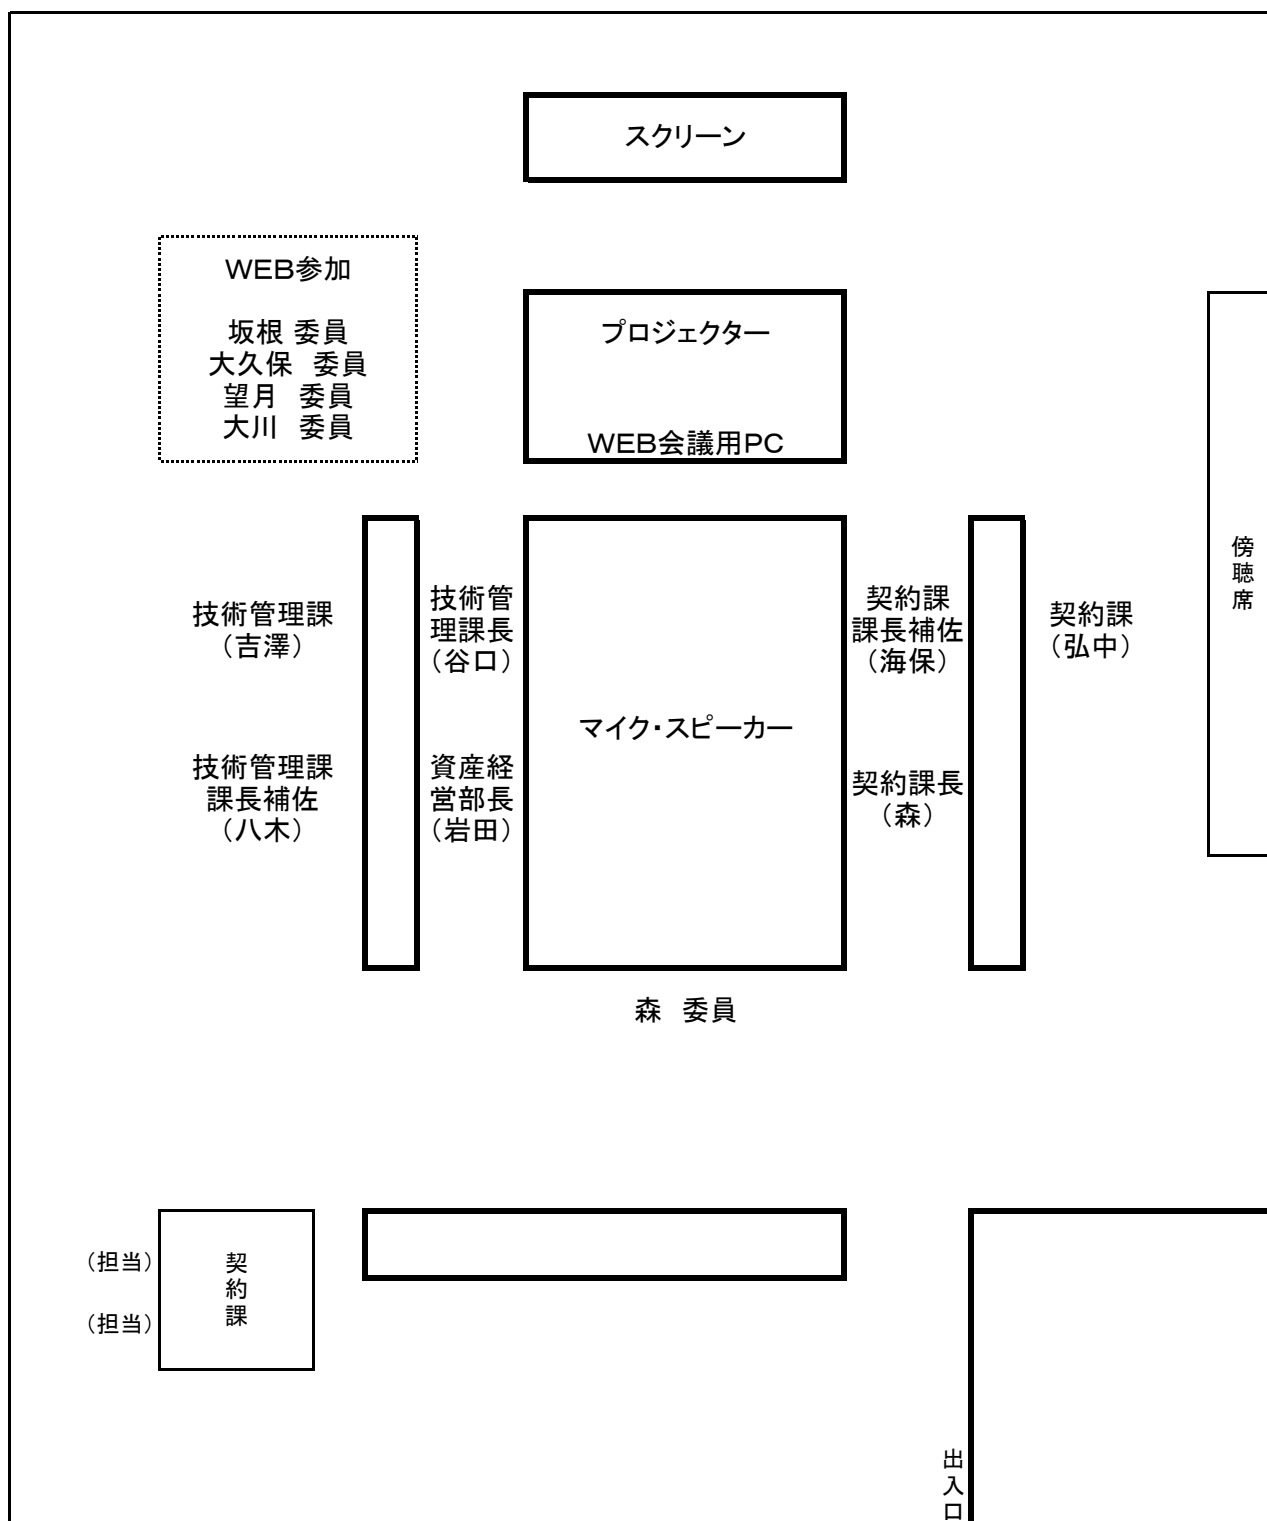 スクリーン
WEB参加
坂根 委員
大久保　委員
望月　委員
大川　委員
プロジェクター
WEB会議用PC
技術管理課
（吉澤）
技術管理課
課長補佐
（八木）
技術管
理課長
（谷口）
資産経
営部長
（岩田）
マイク・スピーカー
契約課
課長補佐
（海保）
契約課長
（森）
契約課
（弘中）
傍聴席
森　委員
（担当）
（担当）
契約課
出入口